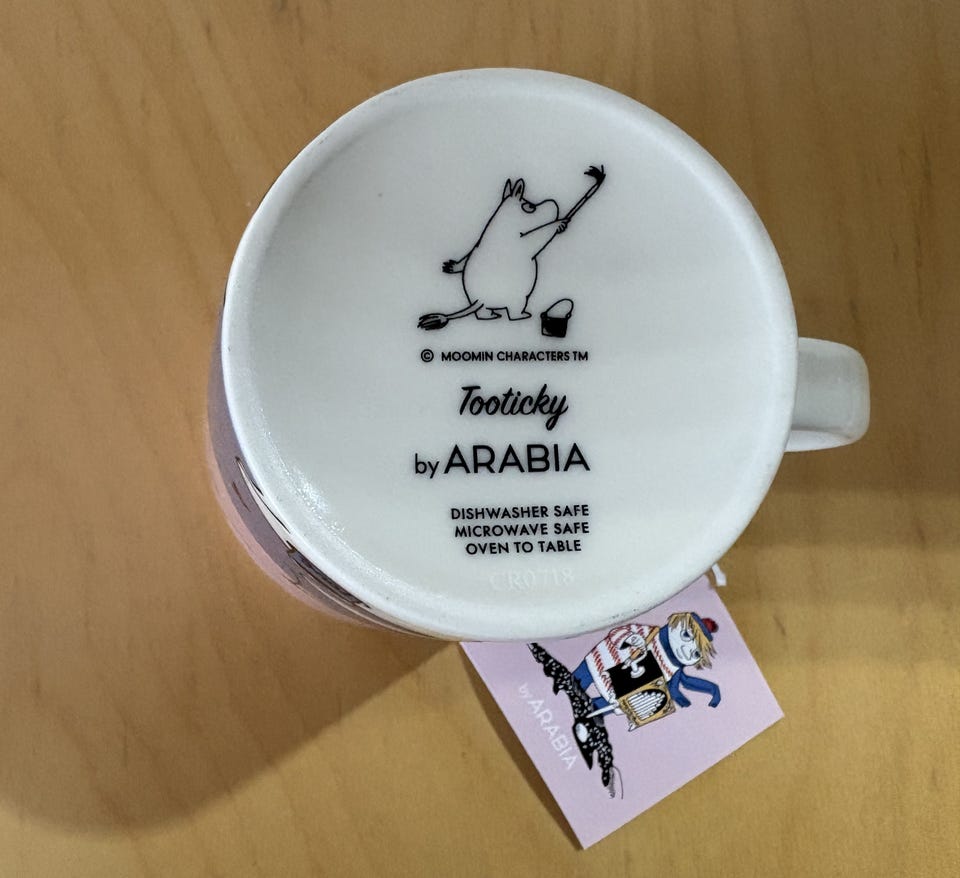 © MOOMIN CHARACTERS TM
Tooticky
by ARABIA
DISHWASHER SAFE
MICROWAVE SAFE
OVEN TO TABLE
CR0718
by ARABIA